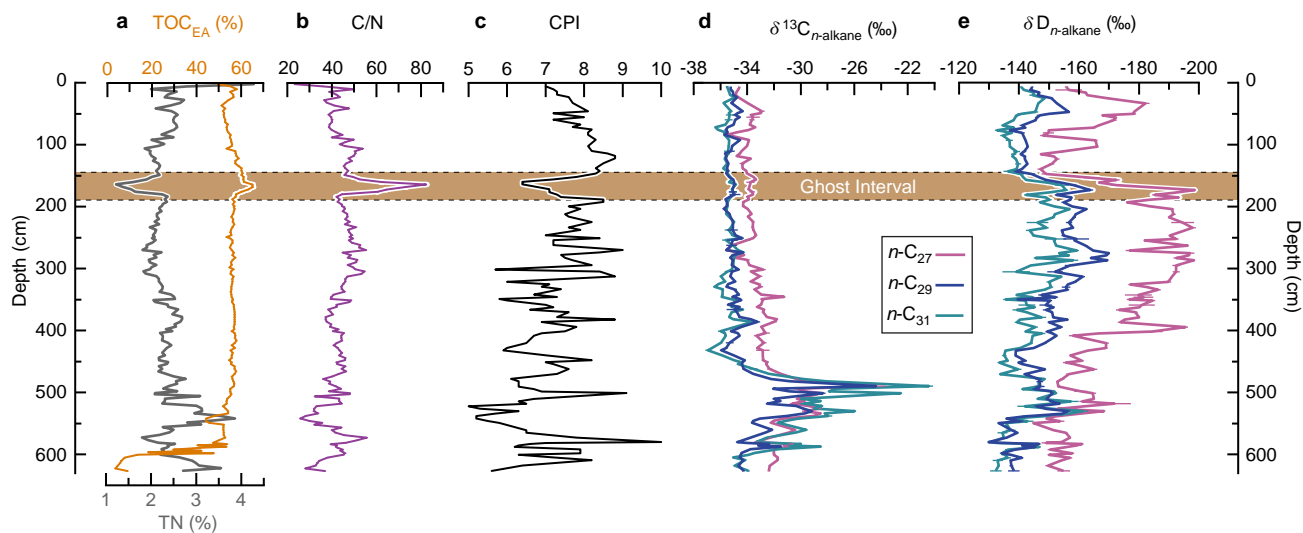 a b c d e
TOC_EA (%) C/N CPI δ¹³C_n-alkane (‰) δD_n-alkane (‰)
0 20 40 60 20 40 60 80 5 6 7 8 9 10 -38 -34 -30 -26 -22 -120 -140 -160 -180 -200
0 0
100 100
Ghost Interval
200 200
n-C₂₇
300 300
n-C₂₉
n-C₃₁
400 400
500 500
600 600
Depth (cm)
Depth (cm)
1 2 3 4
TN (%)